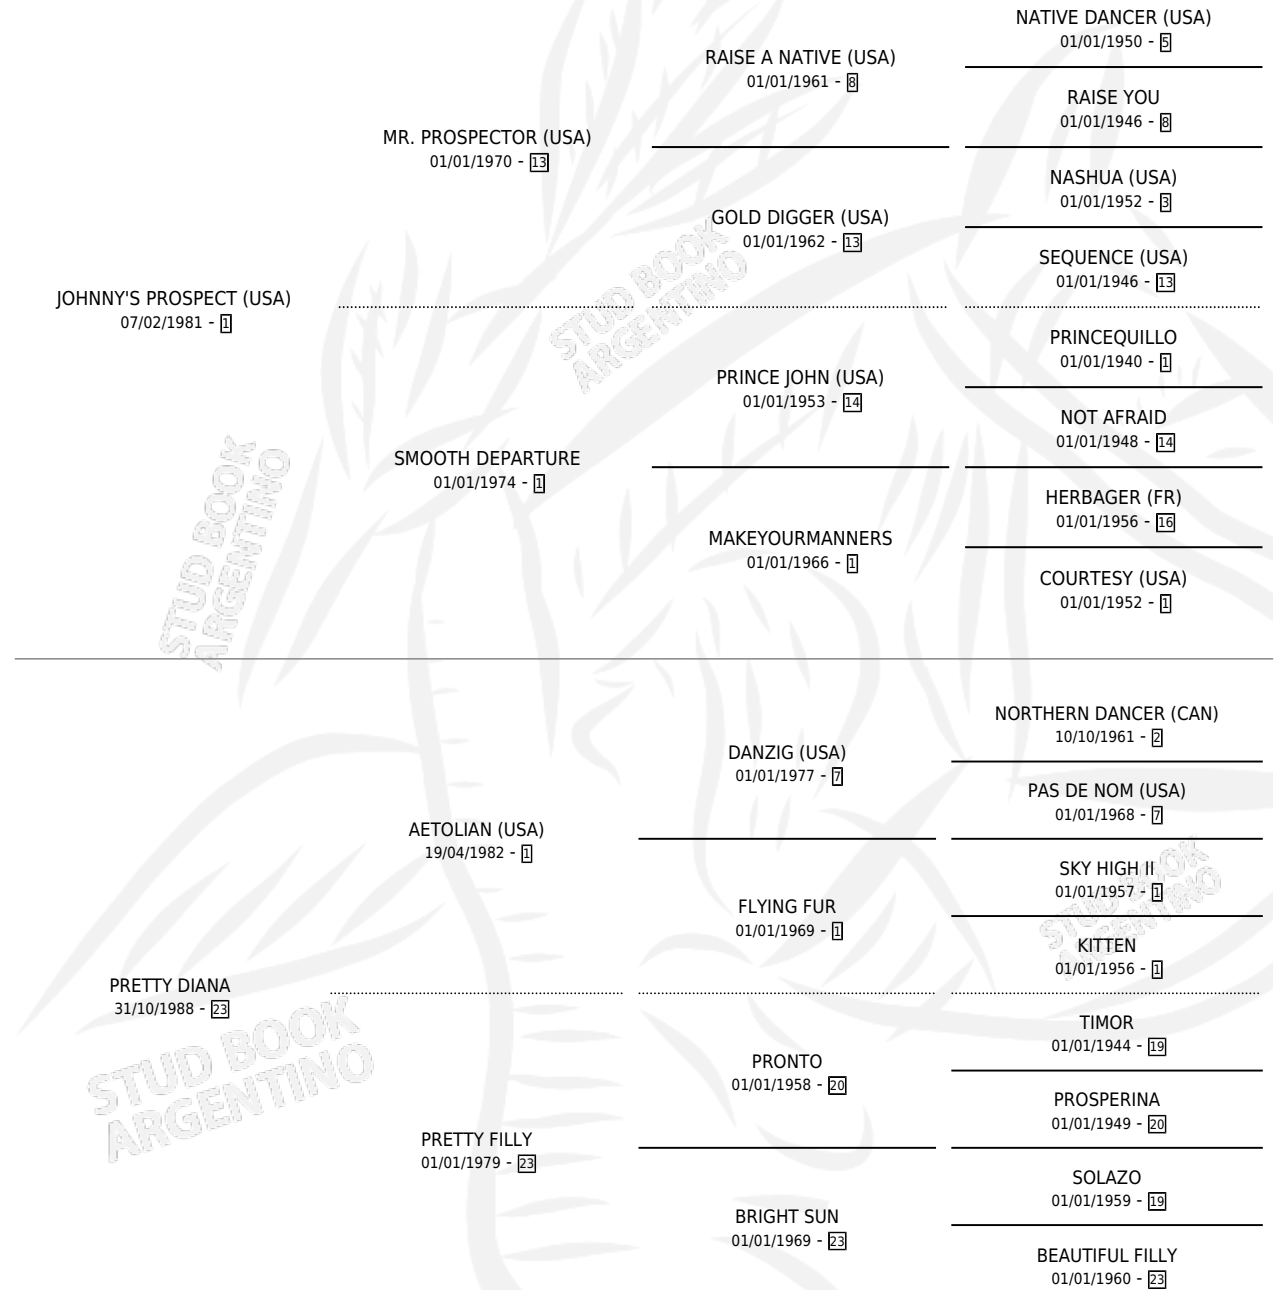 NATIVE DANCER (USA)
01/01/1950 - 5
RAISE A NATIVE (USA)
01/01/1961 - 8
RAISE YOU
01/01/1946 - 8
MR. PROSPECTOR (USA)
01/01/1970 - 13
NASHUA (USA)
01/01/1952 - 3
GOLD DIGGER (USA)
01/01/1962 - 13
SEQUENCE (USA)
01/01/1946 - 13
JOHNNY'S PROSPECT (USA)
07/02/1981 - 1
PRINCEQUILLO
01/01/1940 - 1
PRINCE JOHN (USA)
01/01/1953 - 14
NOT AFRAID
01/01/1948 - 14
SMOOTH DEPARTURE
01/01/1974 - 1
HERBAGER (FR)
01/01/1956 - 16
MAKEYOURMANNERS
01/01/1966 - 1
COURTESY (USA)
01/01/1952 - 1
NORTHERN DANCER (CAN)
10/10/1961 - 2
DANZIG (USA)
01/01/1977 - 7
PAS DE NOM (USA)
01/01/1968 - 7
AETOLIAN (USA)
19/04/1982 - 1
SKY HIGH II
01/01/1957 - 1
FLYING FUR
01/01/1969 - 1
KITTEN
01/01/1956 - 1
PRETTY DIANA
31/10/1988 - 23
TIMOR
01/01/1944 - 19
PRONTO
01/01/1958 - 20
PROSPERINA
01/01/1949 - 20
PRETTY FILLY
01/01/1979 - 23
SOLAZO
01/01/1959 - 19
BRIGHT SUN
01/01/1969 - 23
BEAUTIFUL FILLY
01/01/1960 - 23
STUD BOOK
ARGENTINO
STUD BOOK
ARGENTINO
STUD BOOK
ARGENTINO
STUD BOOK
ARGENTINO